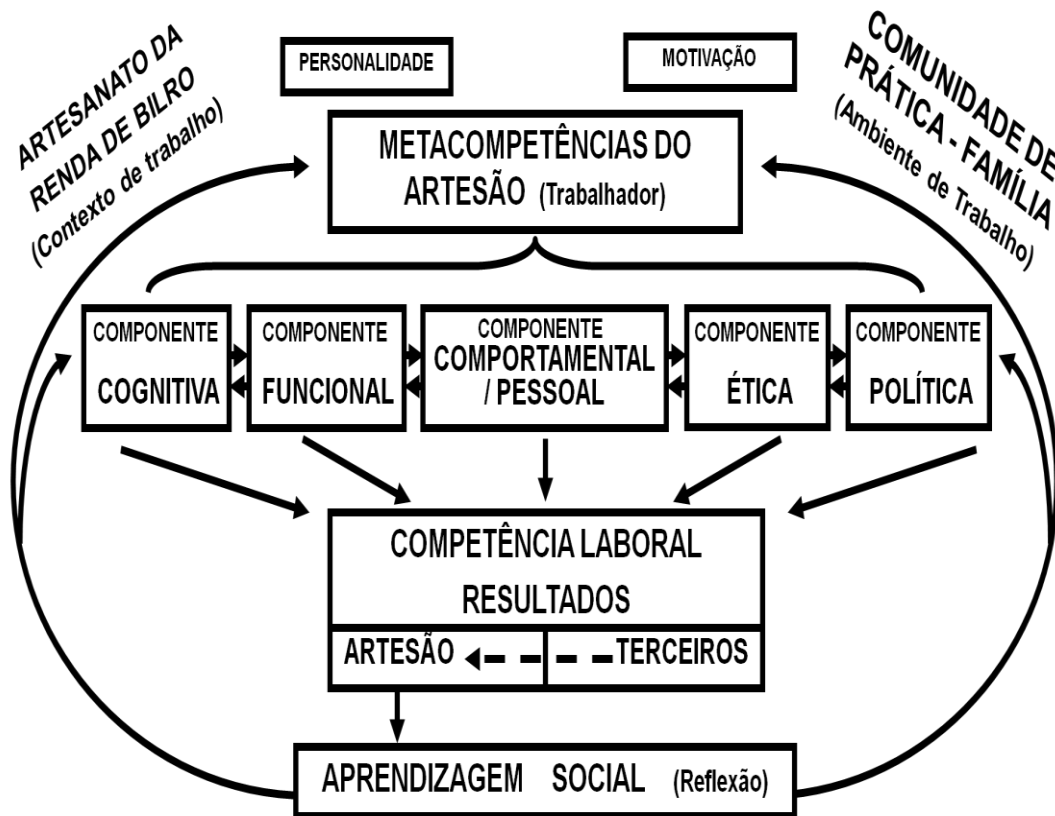 ARTESANATO DA
RENDA DE BILRO
(Contexto de trabalho)
PERSONALIDADE
MOTIVAÇÃO
COMUNIDADE DE
PRÁTICA - FAMÍLIA
(Ambiente de Trabalho)
METACOMPETÊNCIAS DO
ARTESÃO (Trabalhador)
COMPONENTE
COGNITIVA
COMPONENTE
FUNCIONAL
COMPONENTE
COMPORTAMENTAL
/ PESSOAL
COMPONENTE
ÉTICA
COMPONENTE
POLÍTICA
COMPETÊNCIA LABORAL
RESULTADOS
ARTESÃO
TERCEIROS
APRENDIZAGEM SOCIAL (Reflexão)